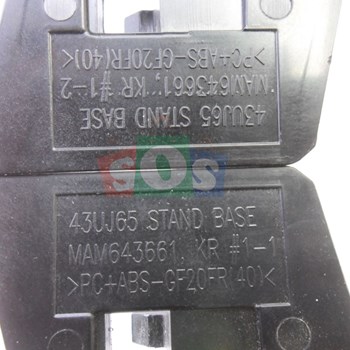 43UJ65 STAND BASE
MAM643661, KR #1-2
>PC+ABS-GF20FR(40)<
SOS
43UJ65 STAND BASE
MAM643661, KR #1-1
>PC+ABS-GF20FR(40)<